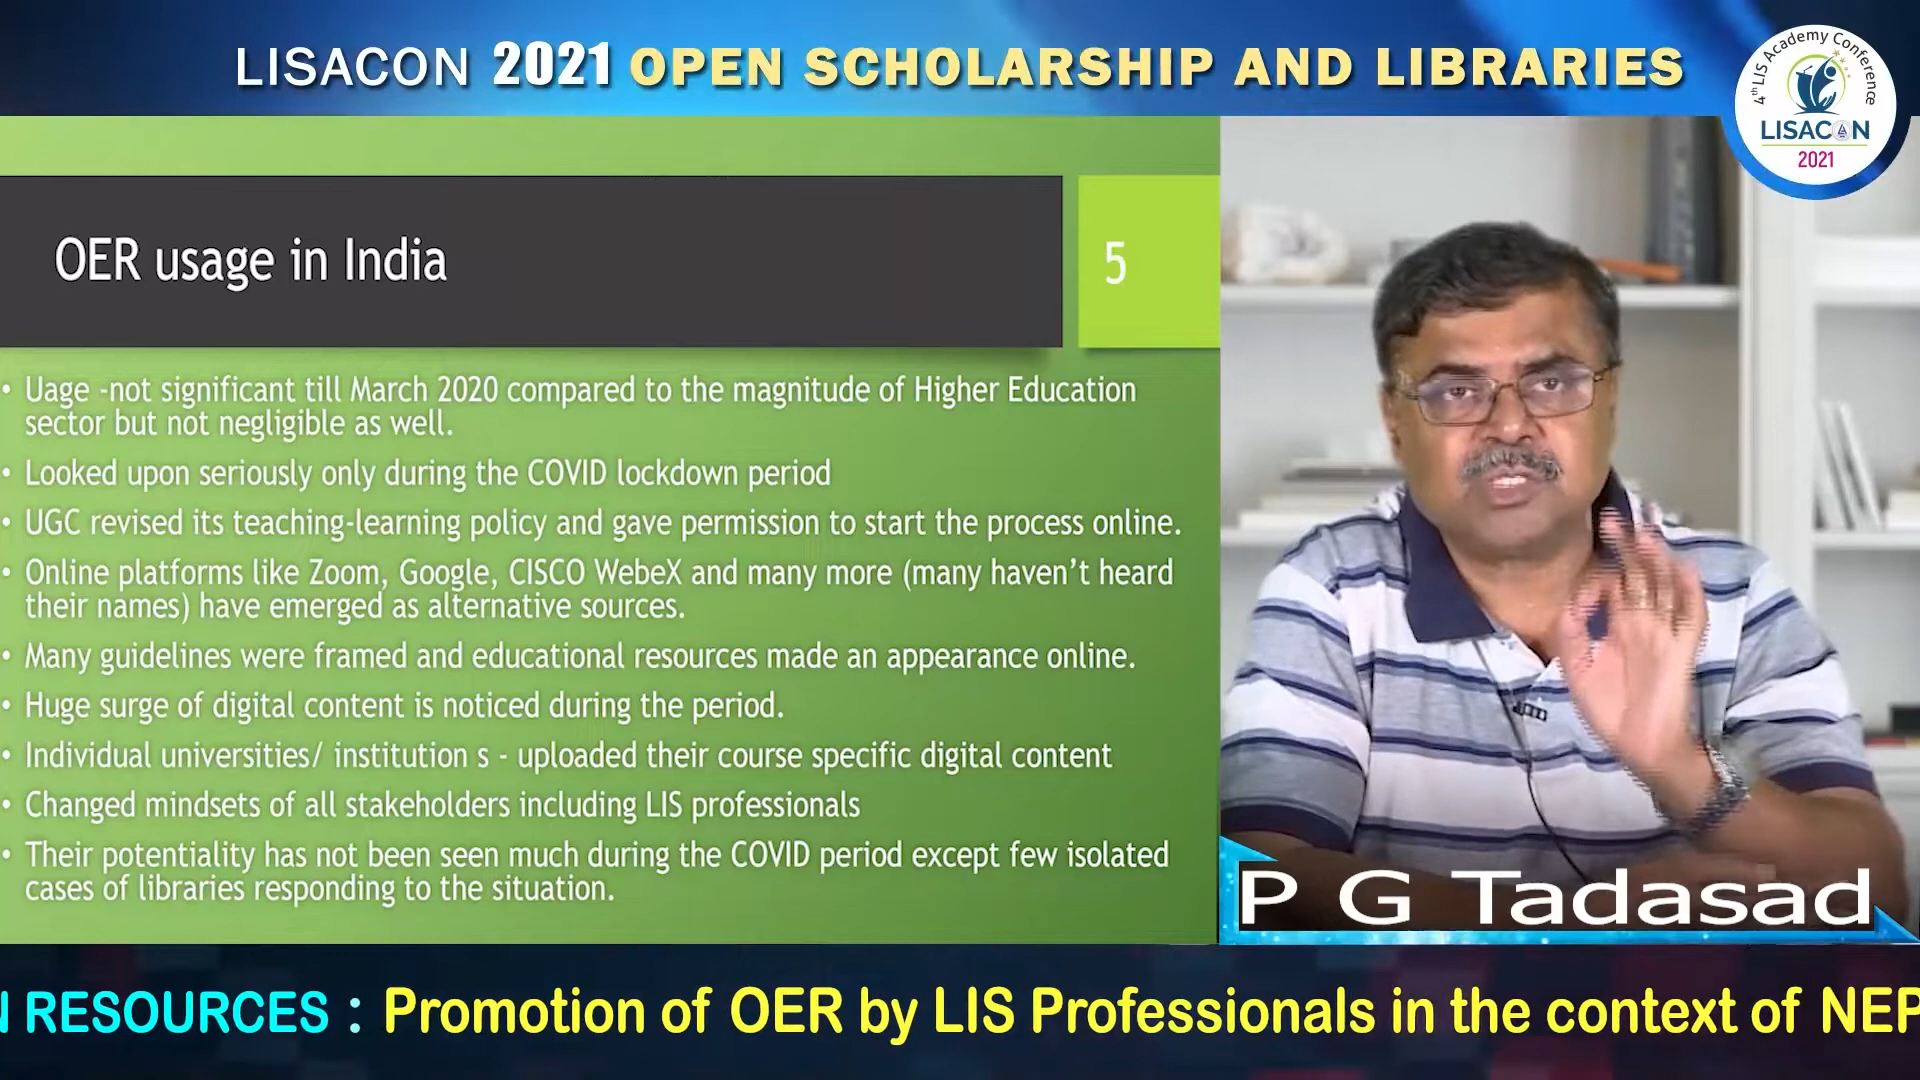 LISACON 2021 OPEN SCHOLARSHIP AND LIBRARIES
4th LIS Academy Conference
LISACON
2021
OER usage in India
5
• Uage -not significant till March 2020 compared to the magnitude of Higher Education
sector but not negligible as well.
• Looked upon seriously only during the COVID lockdown period
• UGC revised its teaching-learning policy and gave permission to start the process online.
• Online platforms like Zoom, Google, CISCO WebeX and many more (many haven't heard
their names) have emerged as alternative sources.
• Many guidelines were framed and educational resources made an appearance online.
• Huge surge of digital content is noticed during the period.
• Individual universities/ institution s - uploaded their course specific digital content
• Changed mindsets of all stakeholders including LIS professionals
• Their potentiality has not been seen much during the COVID period except few isolated
cases of libraries responding to the situation.
P G Tadasad
N RESOURCES : Promotion of OER by LIS Professionals in the context of NEP